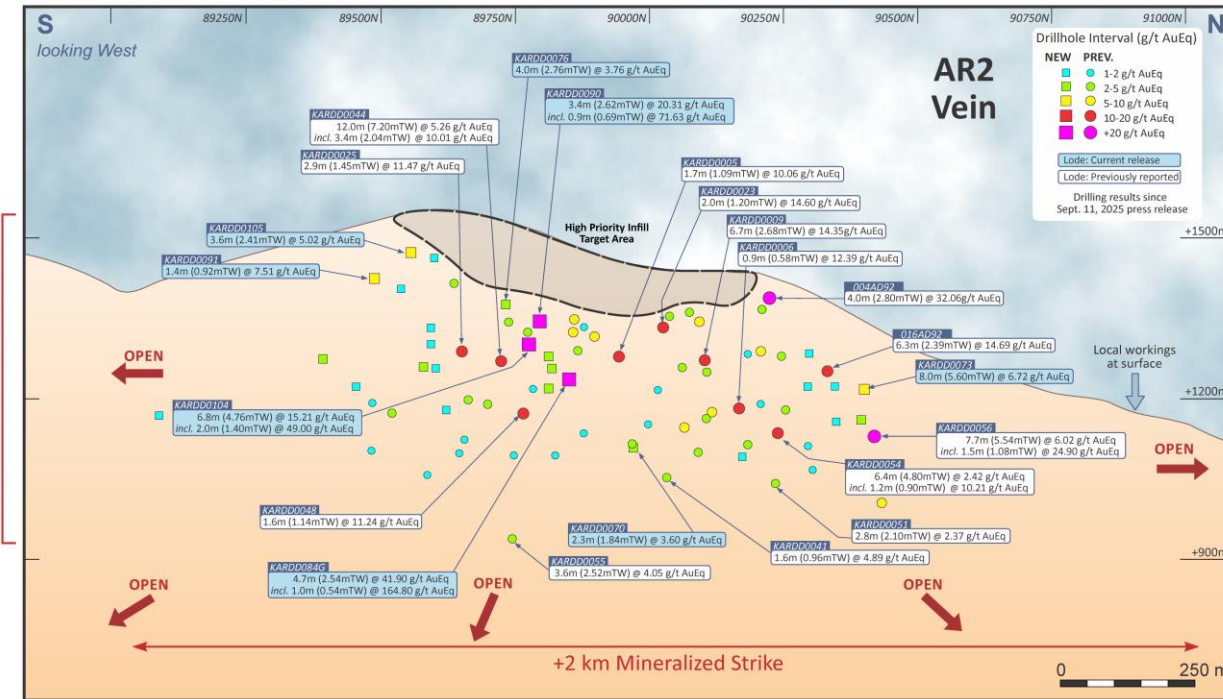 89250N 89500N 89750N 90000N 90250N 90500N 90750N 91000N
S
looking West
N
AR2
Vein
Drillhole Interval (g/t AuEq)
NEW PREV.
1-2 g/t AuEq
2-5 g/t AuEq
5-10 g/t AuEq
10-20 g/t AuEq
+20 g/t AuEq
Lode: Current release
Lode: Previously reported
Drilling results since
Sept. 11, 2025 press release
KARDD0076
4.0m (2.76mTW) @ 3.76 g/t AuEq
KARDD0090
3.4m (2.62mTW) @ 20.31 g/t AuEq
incl. 0.9m (0.69mTW) @ 71.63 g/t AuEq
KARDD0044
12.0m (7.20mTW) @ 5.26 g/t AuEq
incl. 3.4m (2.04mTW) @ 10.01 g/t AuEq
KARDD0025
2.9m (1.45mTW) @ 11.47 g/t AuEq
KARDD0005
1.7m (1.09mTW) @ 10.06 g/t AuEq
KARDD0023
2.0m (1.20mTW) @ 14.60 g/t AuEq
KARDD0009
6.7m (2.68mTW) @ 14.35g/t AuEq
KARDD0006
0.9m (0.58mTW) @ 12.39 g/t AuEq
High Priority Infill
Target Area
KARDD0105
3.6m (2.41mTW) @ 5.02 g/t AuEq
KARDD0091
1.4m (0.92mTW) @ 7.51 g/t AuEq
+1500m
004AD92
4.0m (2.80mTW) @ 32.06g/t AuEq
016AD92
6.3m (2.39mTW) @ 14.69 g/t AuEq
KARDD0073
8.0m (5.60mTW) @ 6.72 g/t AuEq
Local workings
at surface
OPEN
+1200m
KARDD0104
6.8m (4.76mTW) @ 15.21 g/t AuEq
incl. 2.0m (1.40mTW) @ 49.00 g/t AuEq
KARDD0056
7.7m (5.54mTW) @ 6.02 g/t AuEq
incl. 1.5m (1.08mTW) @ 24.90 g/t AuEq
OPEN
KARDD0054
6.4m (4.80mTW) @ 2.42 g/t AuEq
incl. 1.2m (0.90mTW) @ 10.21 g/t AuEq
KARDD0048
1.6m (1.14mTW) @ 11.24 g/t AuEq
KARDD0070
2.3m (1.84mTW) @ 3.60 g/t AuEq
KARDD0051
2.8m (2.10mTW) @ 2.37 g/t AuEq
KARDD0041
1.6m (0.96mTW) @ 4.89 g/t AuEq
KARDD0055
3.6m (2.52mTW) @ 4.05 g/t AuEq
KARDD084G
4.7m (2.54mTW) @ 41.90 g/t AuEq
incl. 1.0m (0.54mTW) @ 164.80 g/t AuEq
+900m
OPEN
OPEN
OPEN
+2 km Mineralized Strike
0 250 m